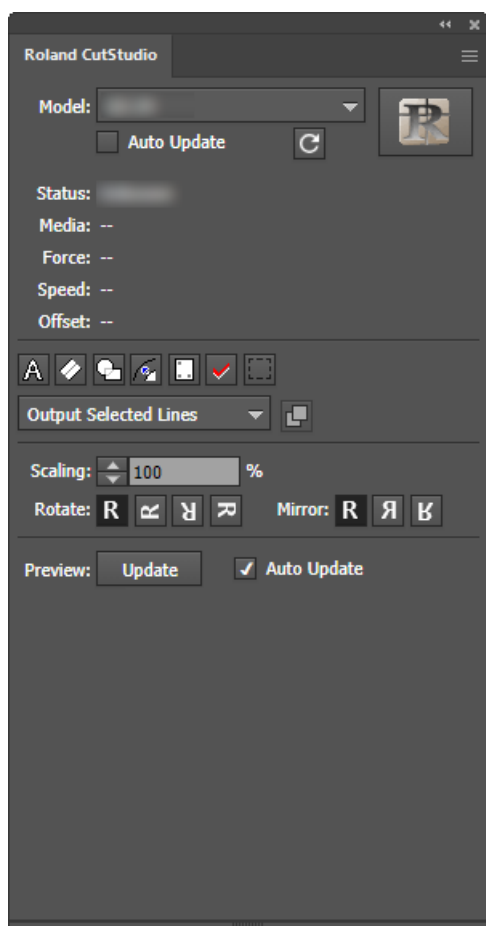 Roland CutStudio
Model:
Auto Update
Status:
Media: --
Force: --
Speed: --
Offset: --
A
Output Selected Lines
Scaling: 100 %
Rotate: R R R R Mirror: R R R
Preview: Update Auto Update